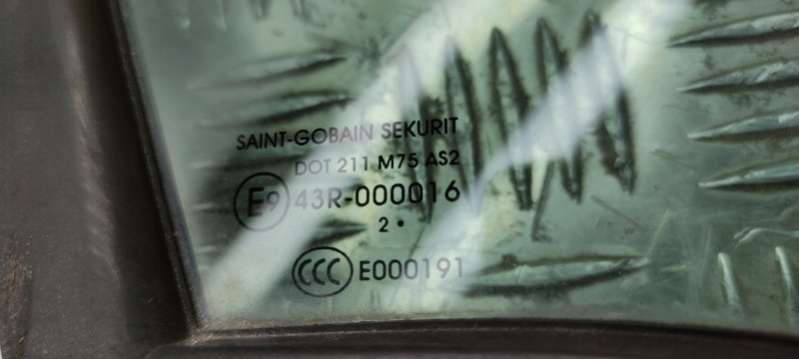 SAINT-GOBAIN SEKURIT
DOT 211 M75 AS2
E9 43R-000016
2 •
CCC E000191